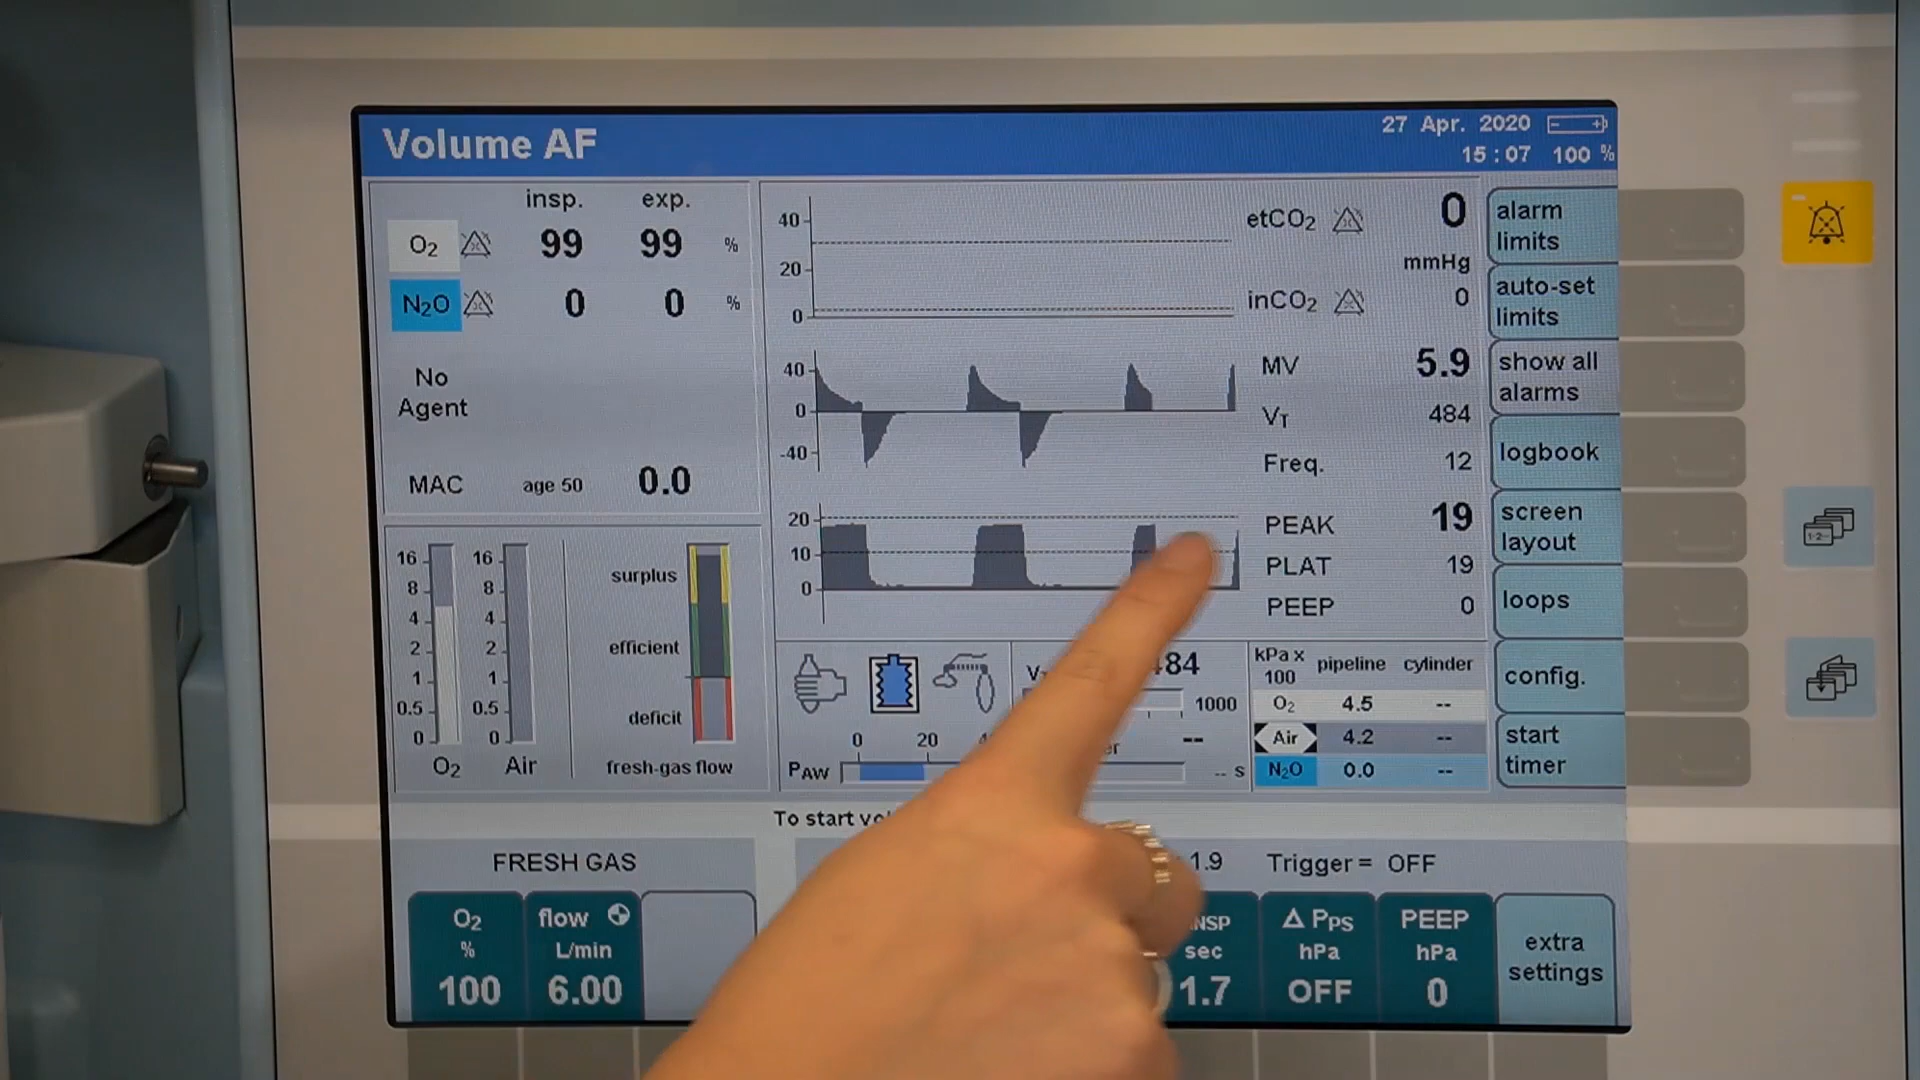 Volume AF
27 Apr. 2020
15 : 07 100 %
insp. exp.
O₂ 99 99 %
N₂O 0 0 %
No
Agent
MAC age 50 0.0
16 16
8 8
4 4
2 2
1 1
0.5 0.5
0 0
O₂ Air
surplus
efficient
deficit
fresh-gas flow
40
20
0
40
0
-40
20
10
0
etCO₂ 0
mmHg
inCO₂ 0
MV 5.9
VT 484
Freq. 12
PEAK 19
PLAT 19
PEEP 0
84
1000
0 20
PAW
-- 
-- s
kPa x
100
pipeline cylinder
O₂ 4.5 --
Air 4.2 --
N₂O 0.0 --
alarm
limits
auto-set
limits
show all
alarms
logbook
screen
layout
loops
config.
start
timer
To start
FRESH GAS
1.9 Trigger = OFF
O₂
%
100
flow
L/min
6.00
sec
1.7
Δ PPS
hPa
OFF
PEEP
hPa
0
extra
settings